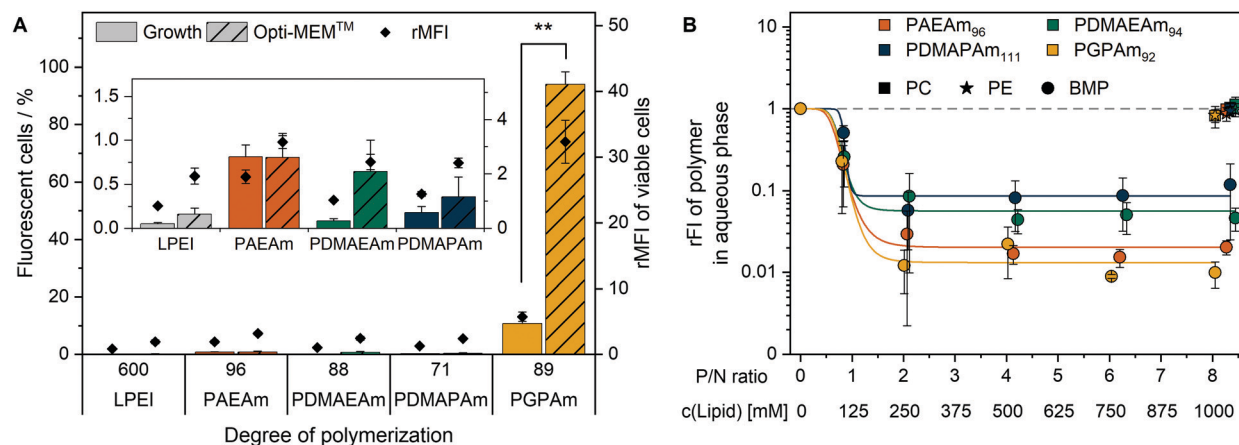 A
Growth Opti-MEM™ rMFI
**
100
80
60
40
20
0
Fluorescent cells / %
1.5
1.0
0.5
0.0
4
2
0
LPEI PAEAm PDMAEAm PDMAPAm
50
40
30
20
10
0
rMFI of viable cells
600 96 88 71 89
LPEI PAEAm PDMAEAm PDMAPAm PGPAm
Degree of polymerization
B
PAEAm96 PDMAEAm94
PDMAPAm111 PGPAm92
PC PE BMP
10
1
0.1
0.01
rFI of polymer
in aqueous phase
P/N ratio 0 1 2 3 4 5 6 7 8
c(Lipid) [mM] 0 125 250 375 500 625 750 875 1000